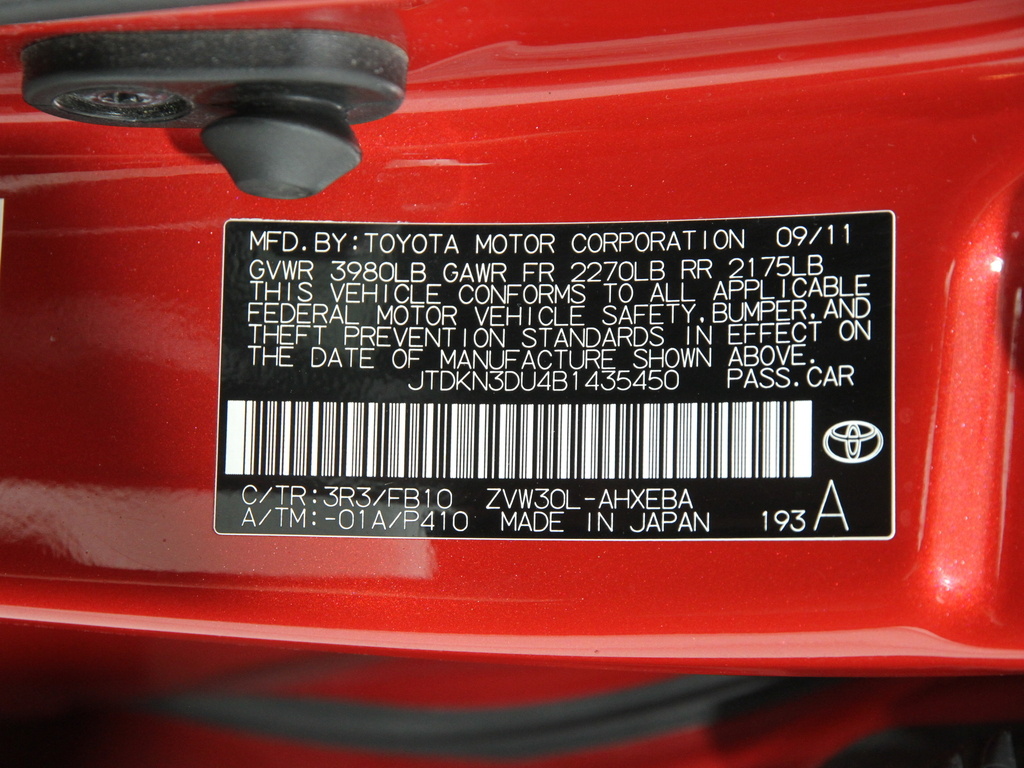 MFD.BY:TOYOTA MOTOR CORPORATION 09/11
GVWR 3980LB GAWR FR 2270LB RR 2175LB
THIS VEHICLE CONFORMS TO ALL APPLICABLE
FEDERAL MOTOR VEHICLE SAFETY,BUMPER,AND
THEFT PREVENTION STANDARDS IN EFFECT ON
THE DATE OF MANUFACTURE SHOWN ABOVE.
JTDKN3DU4B1435450 PASS.CAR
C/TR:3R3/FB10 ZVW30L-AHXEBA
A/TM:-01A/P410 MADE IN JAPAN 193 A